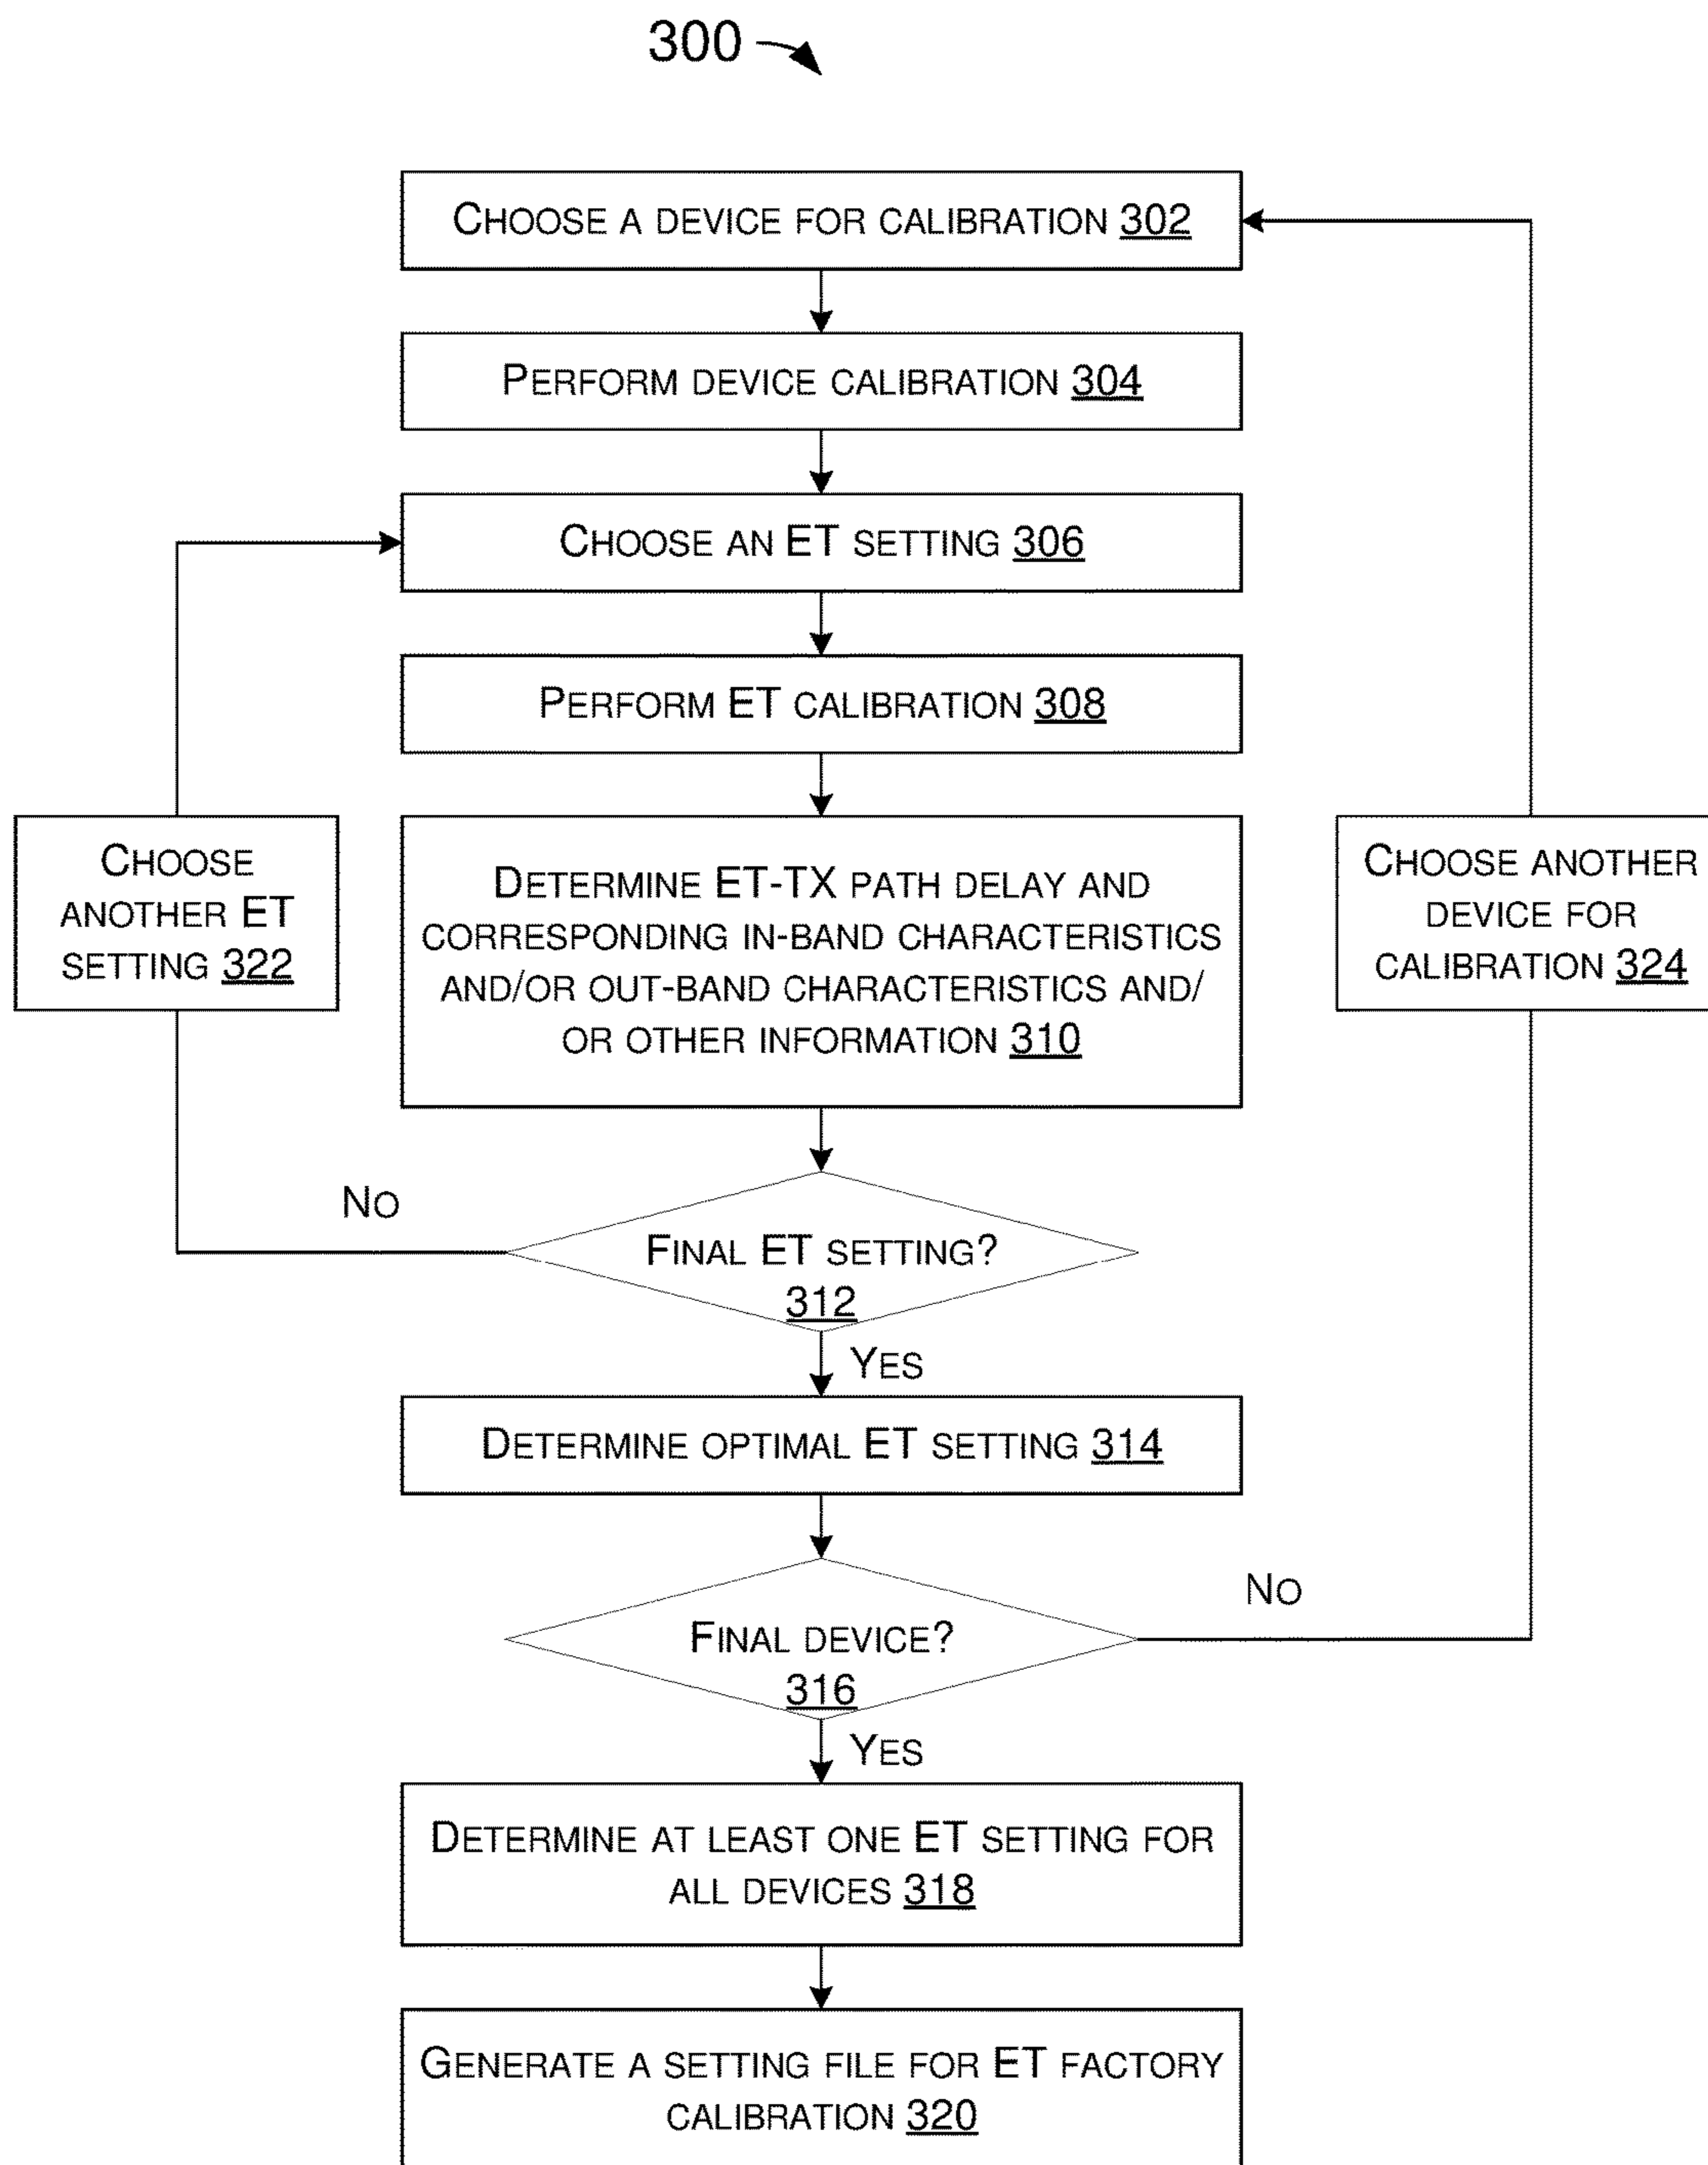 300
CHOOSE A DEVICE FOR CALIBRATION 302
PERFORM DEVICE CALIBRATION 304
CHOOSE AN ET SETTING 306
PERFORM ET CALIBRATION 308
CHOOSE
ANOTHER ET
SETTING 322
DETERMINE ET-TX PATH DELAY AND
CORRESPONDING IN-BAND CHARACTERISTICS
AND/OR OUT-BAND CHARACTERISTICS AND/
OR OTHER INFORMATION 310
CHOOSE ANOTHER
DEVICE FOR
CALIBRATION 324
NO
FINAL ET SETTING?
312
YES
DETERMINE OPTIMAL ET SETTING 314
NO
FINAL DEVICE?
316
YES
DETERMINE AT LEAST ONE ET SETTING FOR
ALL DEVICES 318
GENERATE A SETTING FILE FOR ET FACTORY
CALIBRATION 320